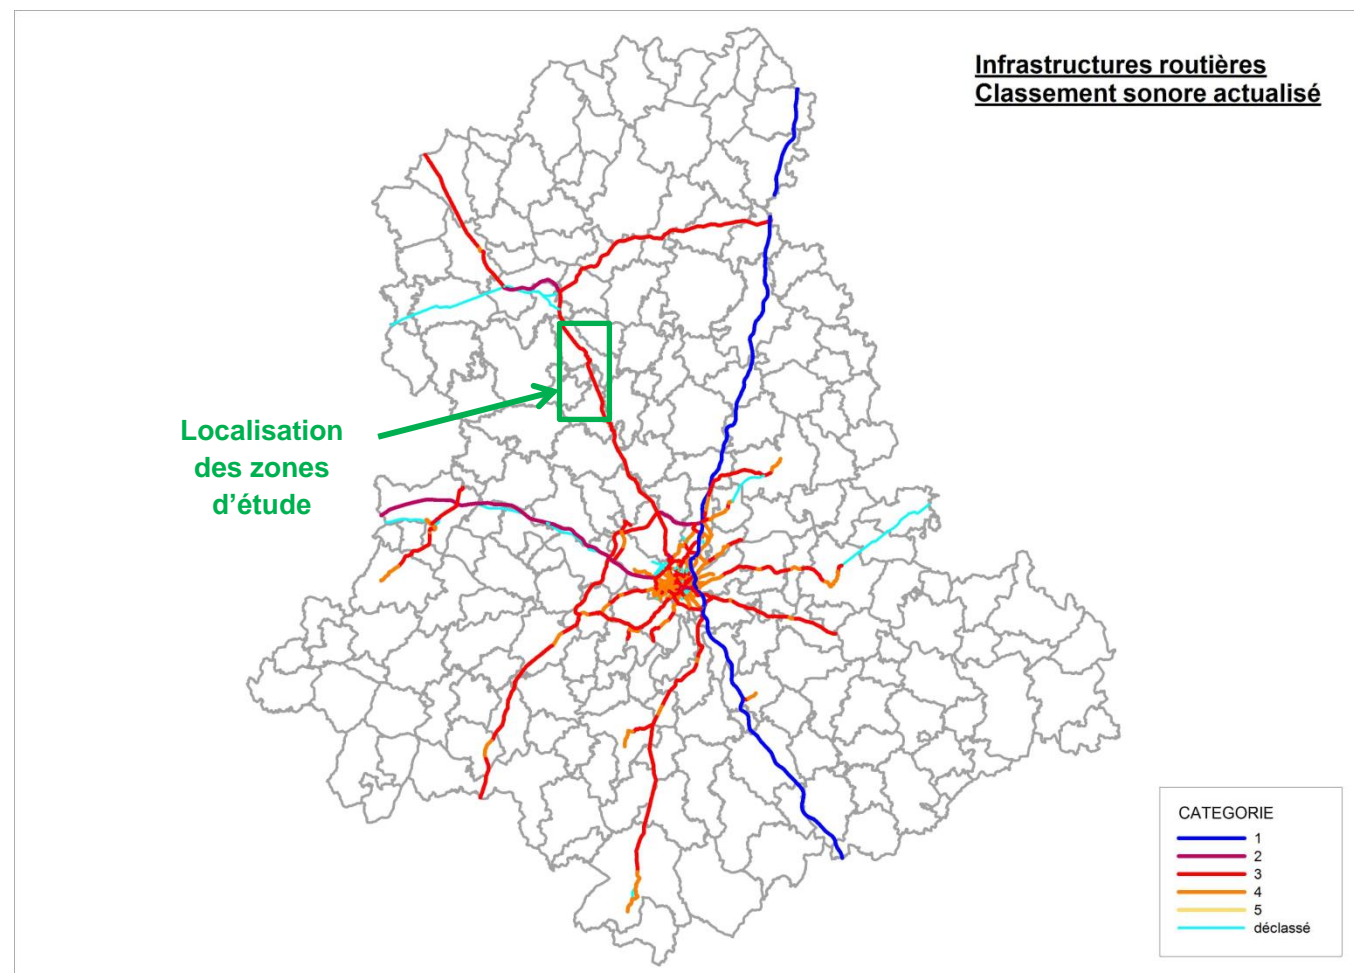 Infrastructures routières
Classement sonore actualisé
Localisation
des zones
d'étude
CATEGORIE
1
2
3
4
5
déclassé